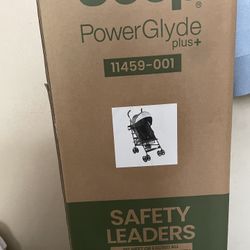 PowerGlyde
plus+
11459-001
SAFETY
LEADERS